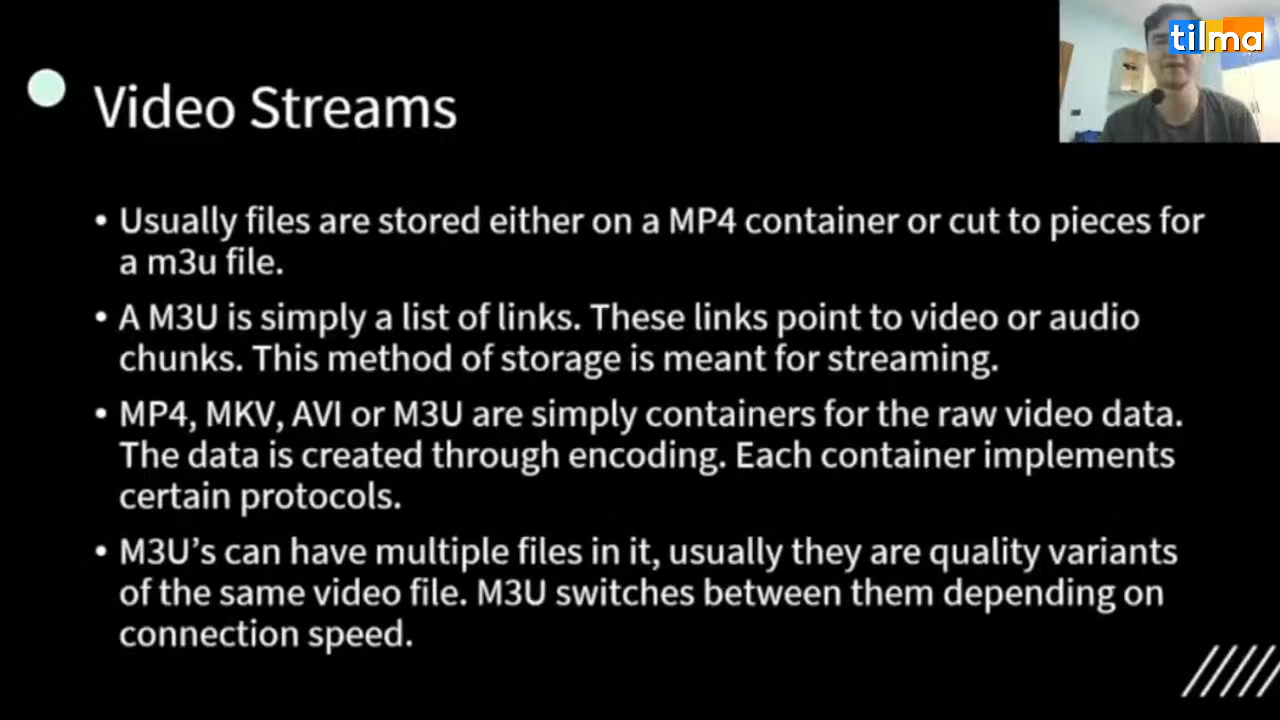 tilma
Video Streams
• Usually files are stored either on a MP4 container or cut to pieces for
a m3u file.
• A M3U is simply a list of links. These links point to video or audio
chunks. This method of storage is meant for streaming.
• MP4, MKV, AVI or M3U are simply containers for the raw video data.
The data is created through encoding. Each container implements
certain protocols.
• M3U’s can have multiple files in it, usually they are quality variants
of the same video file. M3U switches between them depending on
connection speed.